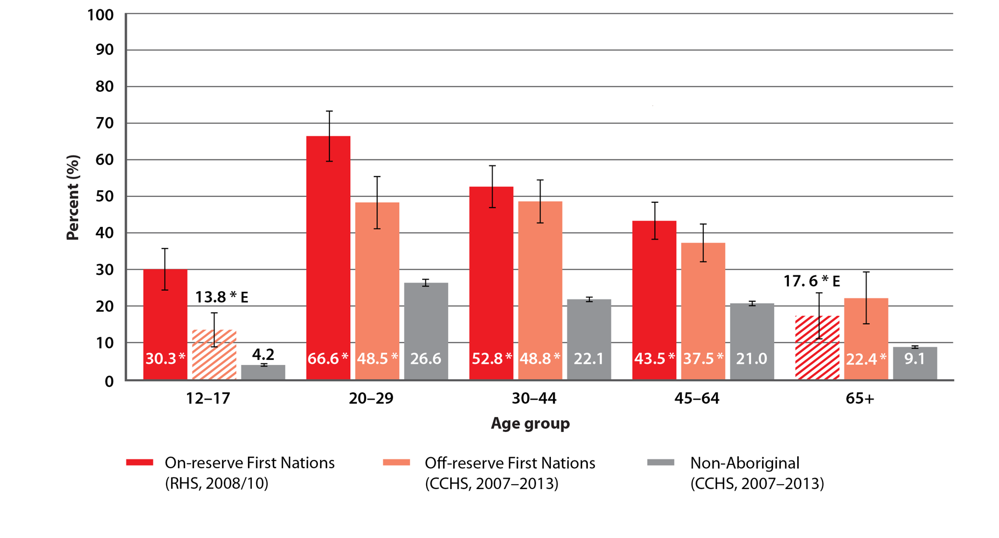 100
90
80
70
60
50
40
30
20
10
0
Percent (%)
30.3*
13.8 * E
4.2
66.6*
48.5*
26.6
52.8*
48.8*
22.1
43.5*
37.5*
21.0
17. 6 * E
22.4*
9.1
12–17
20–29
30–44
45–64
65+
Age group
On-reserve First Nations
(RHS, 2008/10)
Off-reserve First Nations
(CCHS, 2007–2013)
Non-Aboriginal
(CCHS, 2007–2013)